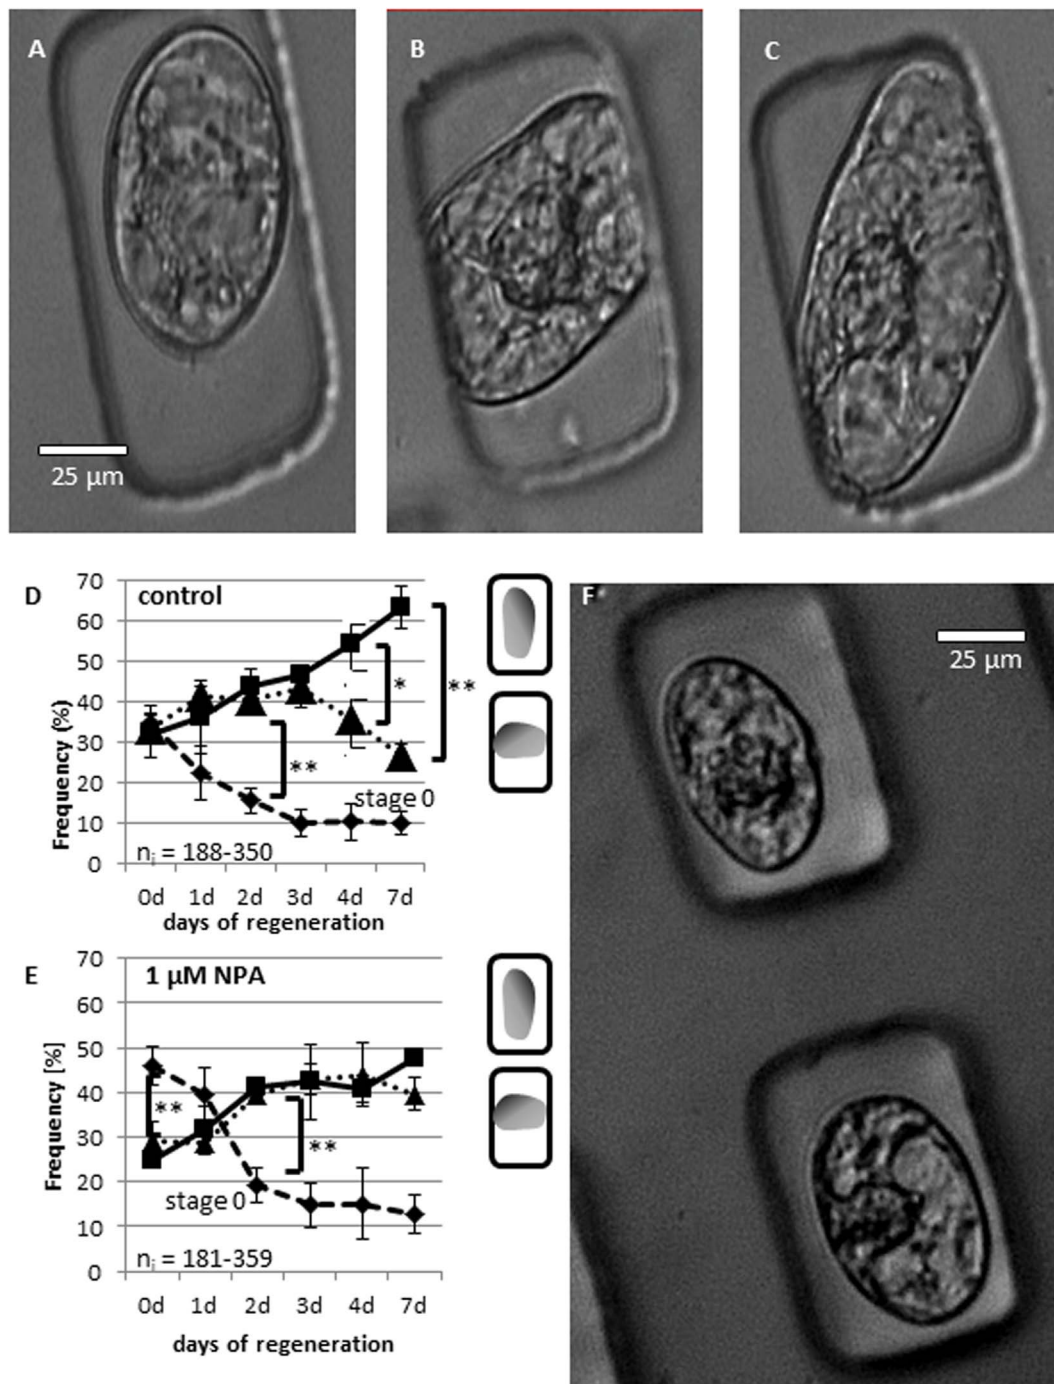 A
B
C
25 µm
D
control
70
60
50
40
30
20
10
0
Frequency (%)
*
**
**
stage 0
nᵢ = 188-350
0d 1d 2d 3d 4d 7d
days of regeneration
E
1 µM NPA
70
60
50
40
30
20
10
0
Frequency [%]
**
**
stage 0
nᵢ = 181-359
0d 1d 2d 3d 4d 7d
days of regeneration
F
25 µm